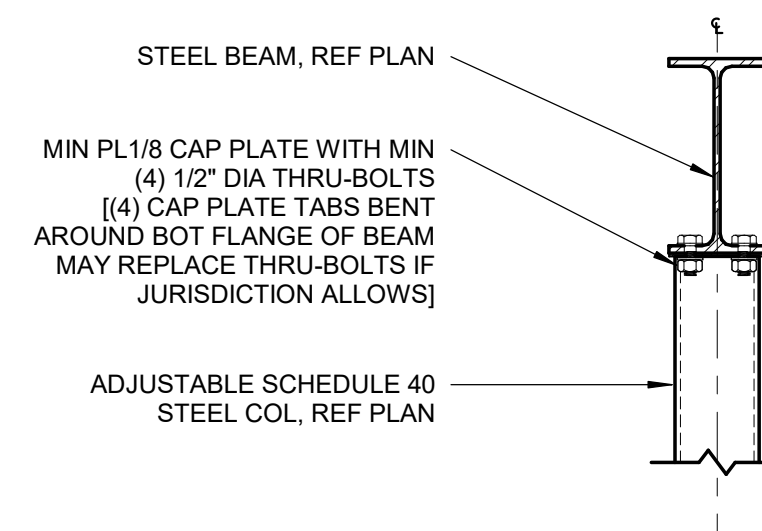 ℄
STEEL BEAM, REF PLAN
MIN PL1/8 CAP PLATE WITH MIN
(4) 1/2" DIA THRU-BOLTS
[(4) CAP PLATE TABS BENT
AROUND BOT FLANGE OF BEAM
MAY REPLACE THRU-BOLTS IF
JURISDICTION ALLOWS]
ADJUSTABLE SCHEDULE 40
STEEL COL, REF PLAN